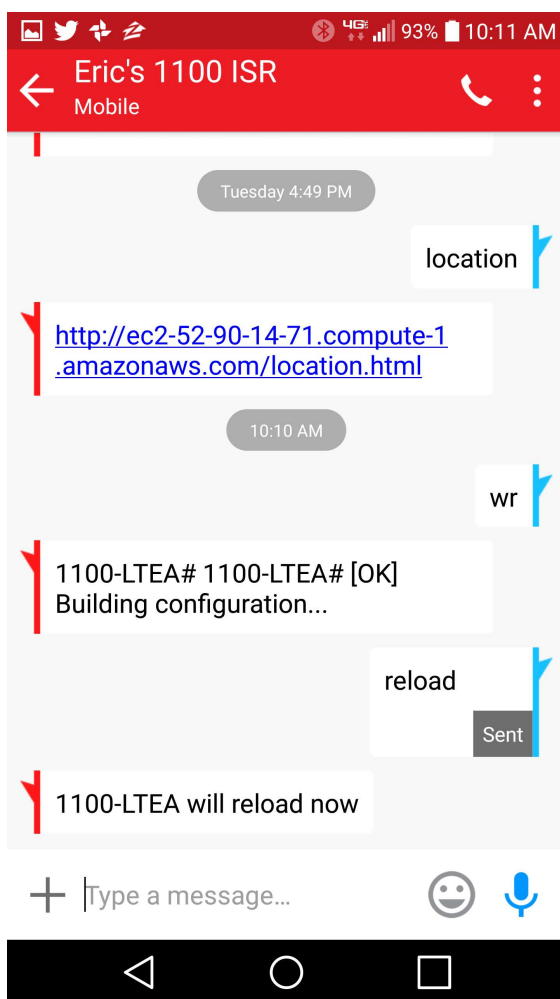 4GE 93% 10:11 AM
Eric's 1100 ISR
Mobile
Tuesday 4:49 PM
location
http://ec2-52-90-14-71.compute-1
.amazonaws.com/location.html
10:10 AM
wr
1100-LTEA# 1100-LTEA# [OK]
Building configuration...
reload
Sent
1100-LTEA will reload now
Type a message...